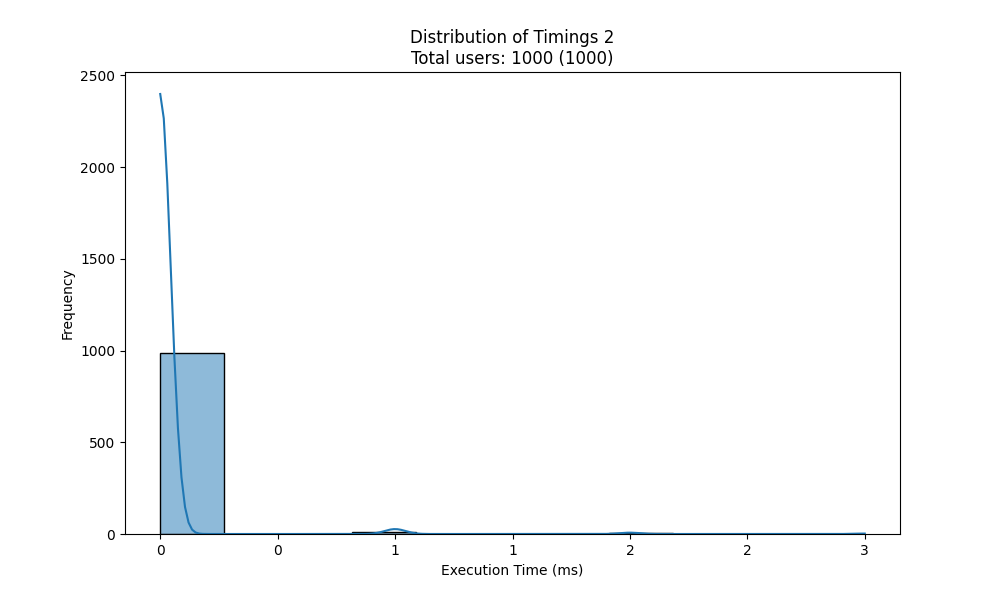 Distribution of Timings 2
Total users: 1000 (1000)
2500
2000
1500
1000
500
0
Frequency
0 0 1 1 2 2 3
Execution Time (ms)